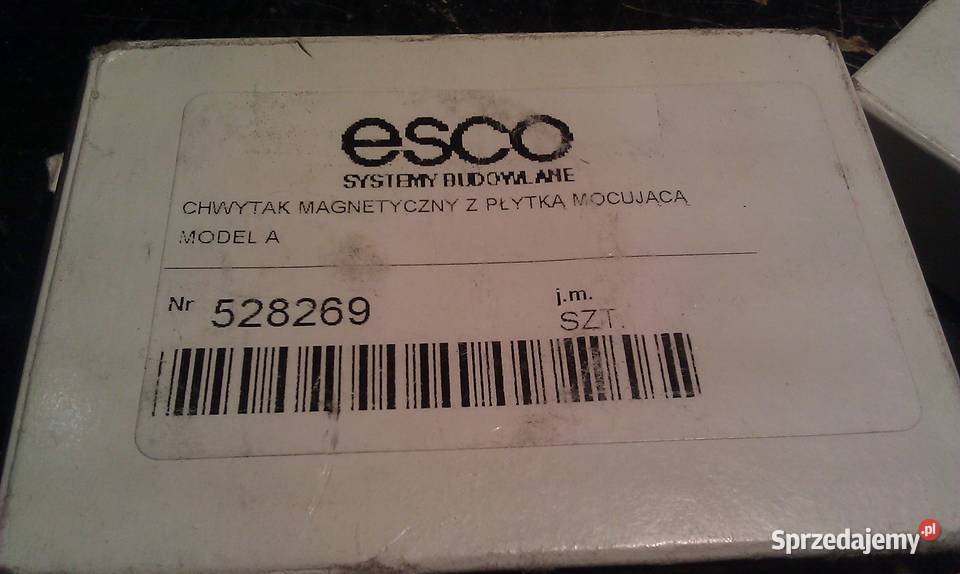 esco
SYSTEMY BUDOWLANE
CHWYTAK MAGNETYCZNY Z PŁYTKĄ MOCUJĄCĄ
MODEL A
Nr 528269
j.m.
SZT.
Sprzedajemy.pl